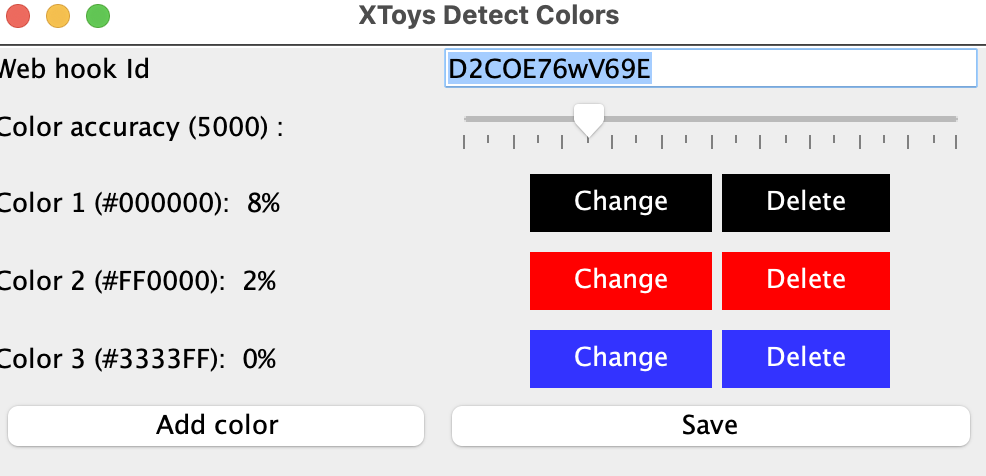 XToys Detect Colors
Web hook Id D2COE76wV69E
Color accuracy (5000) :
Color 1 (#000000): 8% Change Delete
Color 2 (#FF0000): 2% Change Delete
Color 3 (#3333FF): 0% Change Delete
Add color Save